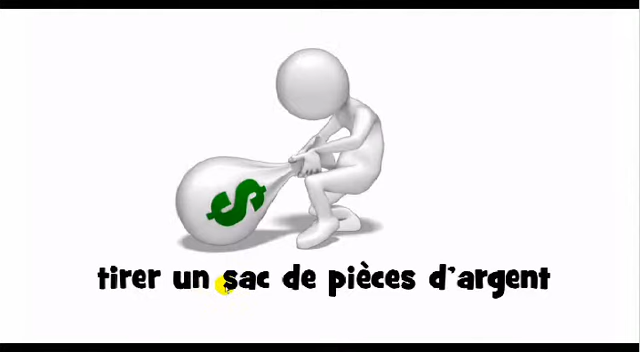 $
tirer un sac de pièces d'argent